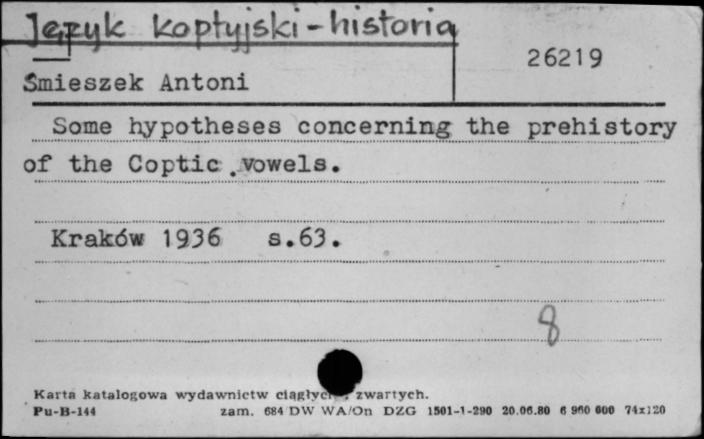 Język koptyjski - historia
26219
Śmieszek Antoni
Some hypotheses concerning the prehistory
of the Coptic vowels.
Kraków 1936 s.63.
8
Karta katalogowa wydawnictw ciągłych, zwartych.
Pu-B-144 zam. 684 DW WA/On DZG 1501-1-290 20.06.80 6 960 000 74x120